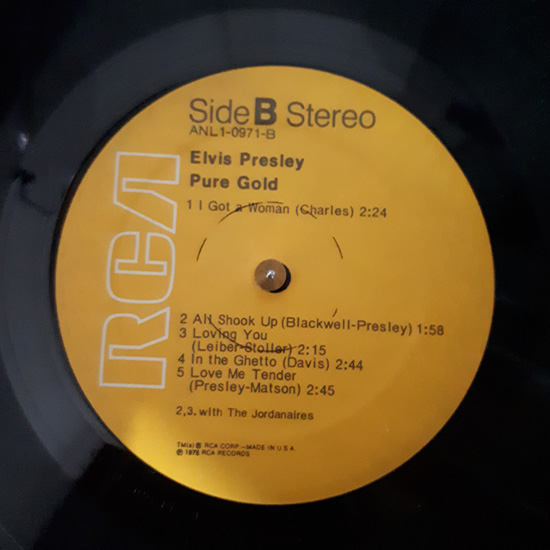 Side B Stereo
ANL1-0971-B
Elvis Presley
Pure Gold
1 I Got a Woman (Charles) 2:24
2 All Shook Up (Blackwell-Presley) 1:58
3 Loving You
(Leiber-Stoller) 2:15
4 In the Ghetto (Davis) 2:44
5 Love Me Tender
(Presley-Matson) 2:45
2,3. with The Jordanaires
TM(s) ® RCA CORP.—MADE IN U.S.A.
℗ 1975 RCA RECORDS
RCA